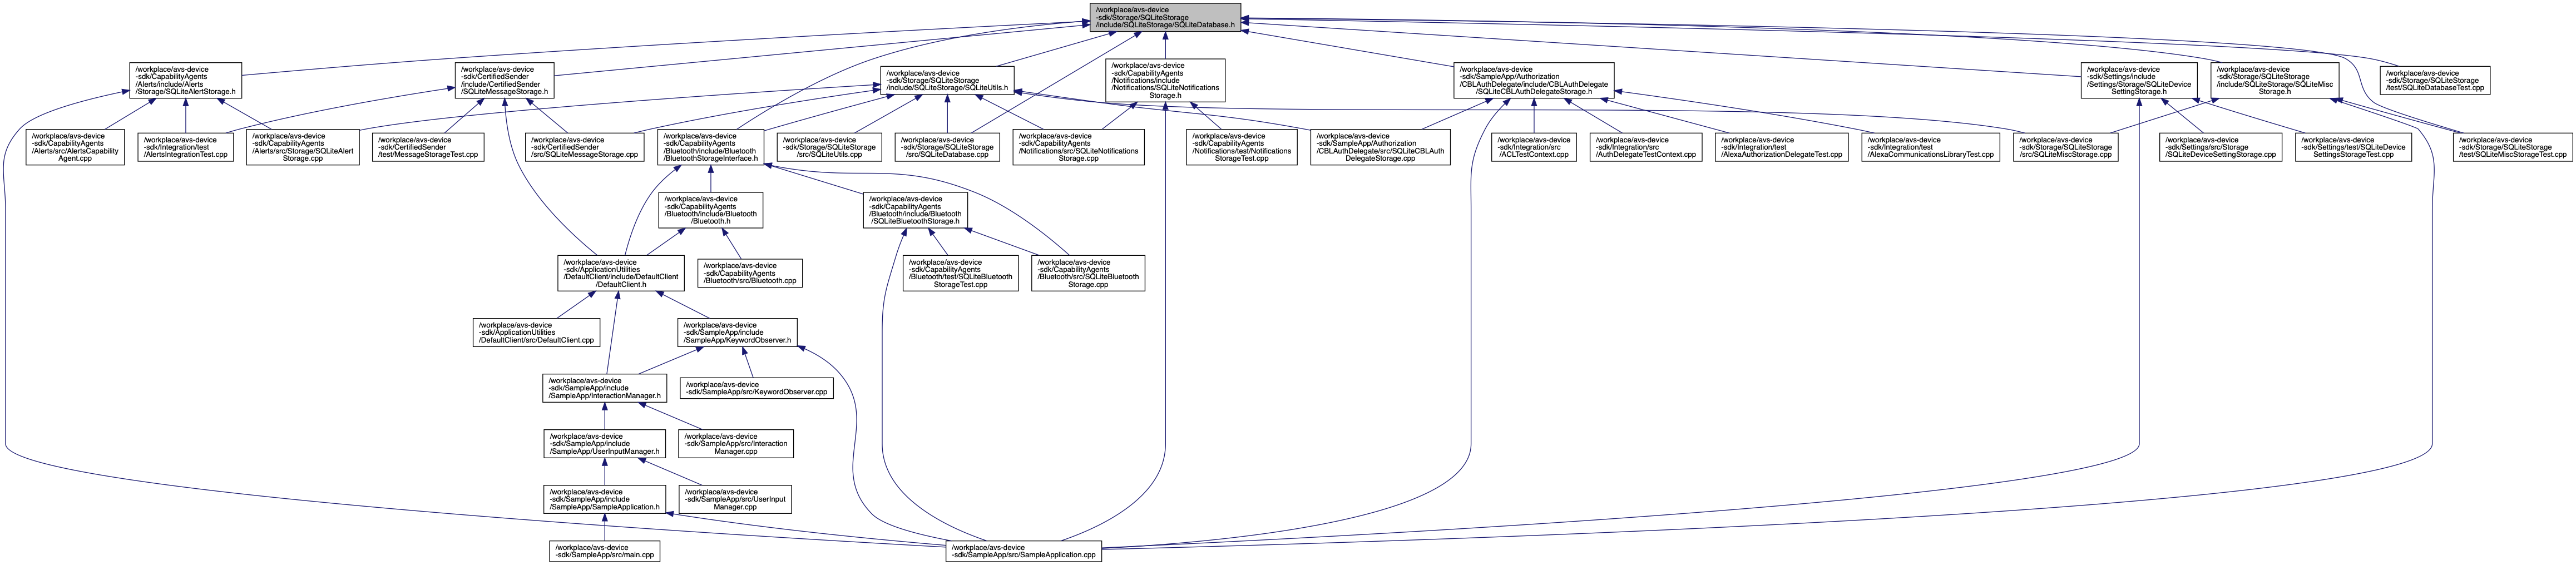 /workplace/avs-device
-sdk/Storage/SQLiteStorage
/include/SQLiteStorage/SQLiteDatabase.h
/workplace/avs-device
-sdk/CapabilityAgents
/Alerts/include/Alerts
/Storage/SQLiteAlertStorage.h
/workplace/avs-device
-sdk/CertifiedSender
/include/CertifiedSender
/SQLiteMessageStorage.h
/workplace/avs-device
-sdk/Storage/SQLiteStorage
/include/SQLiteStorage/SQLiteUtils.h
/workplace/avs-device
-sdk/CapabilityAgents
/Notifications/include
/Notifications/SQLiteNotifications
Storage.h
/workplace/avs-device
-sdk/SampleApp/Authorization
/CBLAuthDelegate/include/CBLAuthDelegate
/SQLiteCBLAuthDelegateStorage.h
/workplace/avs-device
-sdk/Settings/include
/Settings/Storage/SQLiteDevice
SettingStorage.h
/workplace/avs-device
-sdk/Storage/SQLiteStorage
/include/SQLiteStorage/SQLiteMisc
Storage.h
/workplace/avs-device
-sdk/Storage/SQLiteStorage
/test/SQLiteDatabaseTest.cpp
/workplace/avs-device
-sdk/CapabilityAgents
/Alerts/src/AlertsCapability
Agent.cpp
/workplace/avs-device
-sdk/Integration/test
/AlertsIntegrationTest.cpp
/workplace/avs-device
-sdk/CapabilityAgents
/Alerts/src/Storage/SQLiteAlert
Storage.cpp
/workplace/avs-device
-sdk/CertifiedSender
/test/MessageStorageTest.cpp
/workplace/avs-device
-sdk/CertifiedSender
/src/SQLiteMessageStorage.cpp
/workplace/avs-device
-sdk/CapabilityAgents
/Bluetooth/include/Bluetooth
/BluetoothStorageInterface.h
/workplace/avs-device
-sdk/Storage/SQLiteStorage
/src/SQLiteUtils.cpp
/workplace/avs-device
-sdk/Storage/SQLiteStorage
/src/SQLiteDatabase.cpp
/workplace/avs-device
-sdk/CapabilityAgents
/Notifications/src/SQLiteNotifications
Storage.cpp
/workplace/avs-device
-sdk/CapabilityAgents
/Notifications/test/Notifications
StorageTest.cpp
/workplace/avs-device
-sdk/SampleApp/Authorization
/CBLAuthDelegate/src/SQLiteCBLAuth
DelegateStorage.cpp
/workplace/avs-device
-sdk/Integration/src
/ACLTestContext.cpp
/workplace/avs-device
-sdk/Integration/src
/AuthDelegateTestContext.cpp
/workplace/avs-device
-sdk/Integration/test
/AlexaAuthorizationDelegateTest.cpp
/workplace/avs-device
-sdk/Integration/test
/AlexaCommunicationsLibraryTest.cpp
/workplace/avs-device
-sdk/Storage/SQLiteStorage
/src/SQLiteMiscStorage.cpp
/workplace/avs-device
-sdk/Settings/src/Storage
/SQLiteDeviceSettingStorage.cpp
/workplace/avs-device
-sdk/Settings/test/SQLiteDevice
SettingsStorageTest.cpp
/workplace/avs-device
-sdk/Storage/SQLiteStorage
/test/SQLiteMiscStorageTest.cpp
/workplace/avs-device
-sdk/CapabilityAgents
/Bluetooth/include/Bluetooth
/Bluetooth.h
/workplace/avs-device
-sdk/CapabilityAgents
/Bluetooth/include/Bluetooth
/SQLiteBluetoothStorage.h
/workplace/avs-device
-sdk/ApplicationUtilities
/DefaultClient/include/DefaultClient
/DefaultClient.h
/workplace/avs-device
-sdk/CapabilityAgents
/Bluetooth/src/Bluetooth.cpp
/workplace/avs-device
-sdk/CapabilityAgents
/Bluetooth/test/SQLiteBluetooth
StorageTest.cpp
/workplace/avs-device
-sdk/CapabilityAgents
/Bluetooth/src/SQLiteBluetooth
Storage.cpp
/workplace/avs-device
-sdk/ApplicationUtilities
/DefaultClient/src/DefaultClient.cpp
/workplace/avs-device
-sdk/SampleApp/include
/SampleApp/KeywordObserver.h
/workplace/avs-device
-sdk/SampleApp/include
/SampleApp/InteractionManager.h
/workplace/avs-device
-sdk/SampleApp/src/KeywordObserver.cpp
/workplace/avs-device
-sdk/SampleApp/include
/SampleApp/UserInputManager.h
/workplace/avs-device
-sdk/SampleApp/src/Interaction
Manager.cpp
/workplace/avs-device
-sdk/SampleApp/include
/SampleApp/SampleApplication.h
/workplace/avs-device
-sdk/SampleApp/src/UserInput
Manager.cpp
/workplace/avs-device
-sdk/SampleApp/src/main.cpp
/workplace/avs-device
-sdk/SampleApp/src/SampleApplication.cpp